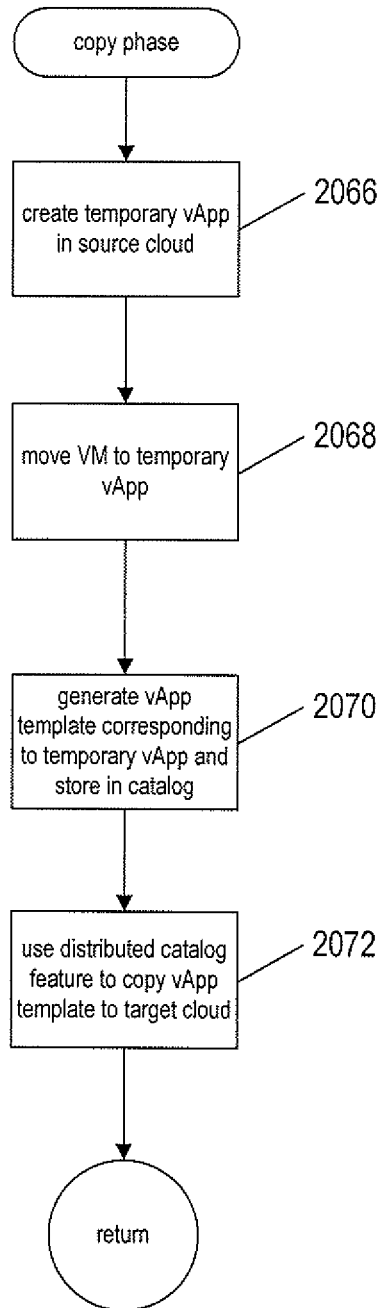 copy phase
create temporary vApp
in source cloud
2066
move VM to temporary
vApp
2068
generate vApp
template corresponding
to temporary vApp and
store in catalog
2070
use distributed catalog
feature to copy vApp
template to target cloud
2072
return